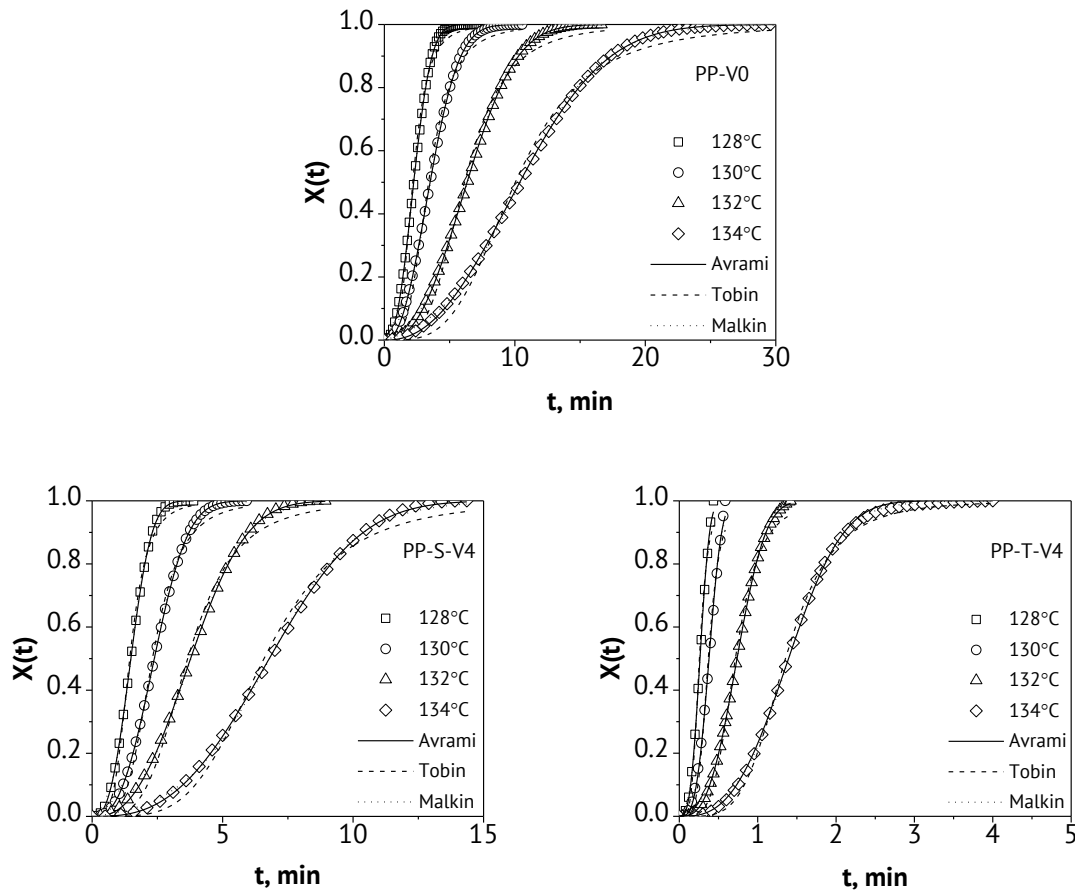 1.0
0.8
0.6
0.4
0.2
0.0
X(t)
PP-V0
128°C
130°C
132°C
134°C
Avrami
Tobin
Malkin
0 10 20 30
t, min
1.0
0.8
0.6
0.4
0.2
0.0
X(t)
PP-S-V4
128°C
130°C
132°C
134°C
Avrami
Tobin
Malkin
0 5 10 15
t, min
1.0
0.8
0.6
0.4
0.2
0.0
X(t)
PP-T-V4
128°C
130°C
132°C
134°C
Avrami
Tobin
Malkin
0 1 2 3 4 5
t, min